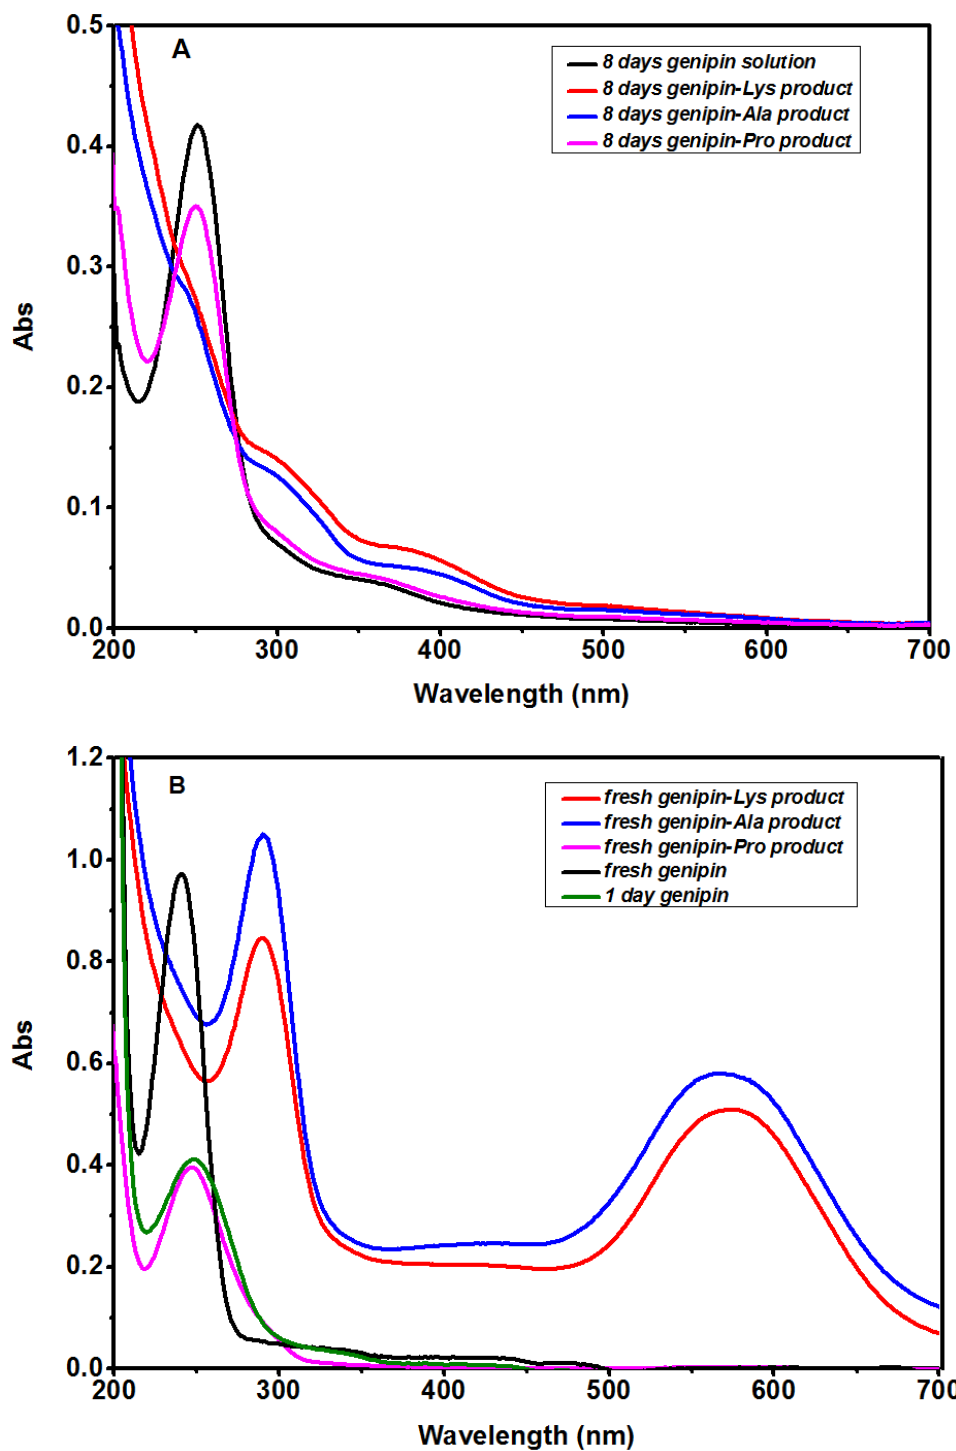 0.5
A
8 days genipin solution
8 days genipin-Lys product
8 days genipin-Ala product
8 days genipin-Pro product
0.4
0.3
Abs
0.2
0.1
0.0
200 300 400 500 600 700
Wavelength (nm)
1.2
B
fresh genipin-Lys product
fresh genipin-Ala product
fresh genipin-Pro product
fresh genipin
1 day genipin
1.0
0.8
0.6
Abs
0.4
0.2
0.0
200 300 400 500 600 700
Wavelength (nm)